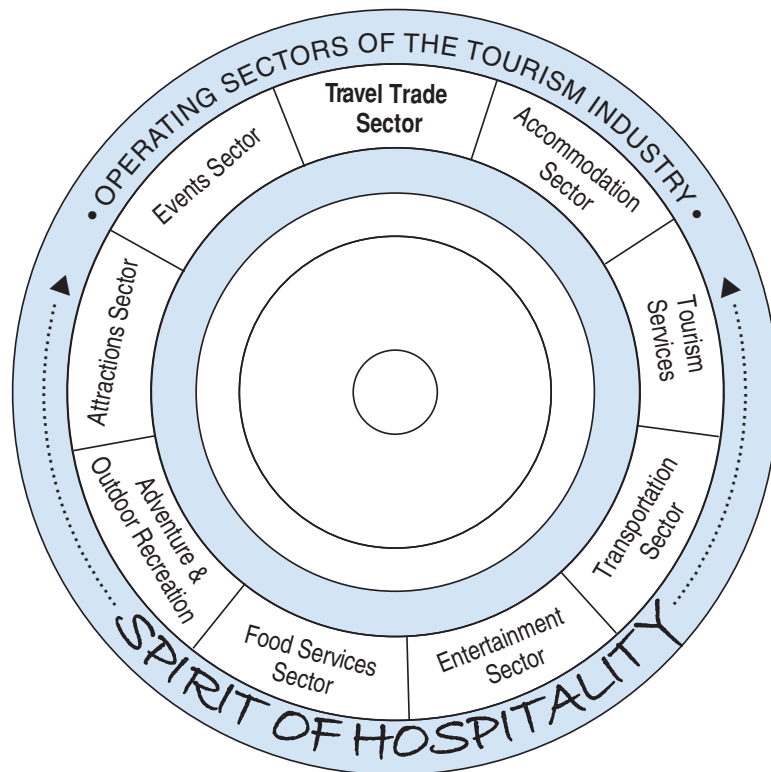 • OPERATING SECTORS OF THE TOURISM INDUSTRY •
Travel Trade
Sector
Accommodation
Sector
Tourism
Services
Transportation
Sector
Entertainment
Sector
Food Services
Sector
Adventure &
Outdoor Recreation
Attractions Sector
Events Sector
SPIRIT OF HOSPITALITY